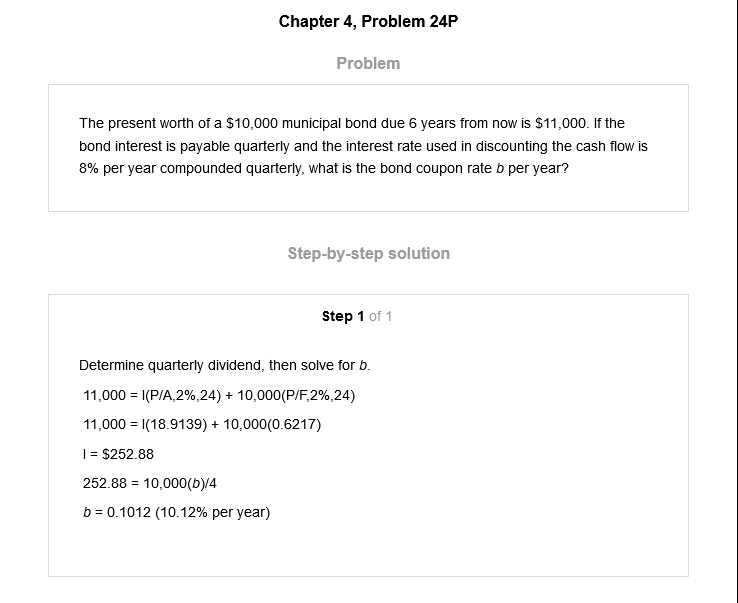 Chapter 4, Problem 24P
Problem
The present worth of a $10,000 municipal bond due 6 years from now is $11,000. If the
bond interest is payable quarterly and the interest rate used in discounting the cash flow is
8% per year compounded quarterly, what is the bond coupon rate b per year?
Step-by-step solution
Step 1 of 1
Determine quarterly dividend, then solve for b.
11,000 = I(P/A,2%,24) + 10,000(P/F,2%,24)
11,000 = I(18.9139) + 10,000(0.6217)
I = $252.88
252.88 = 10,000(b)/4
b = 0.1012 (10.12% per year)